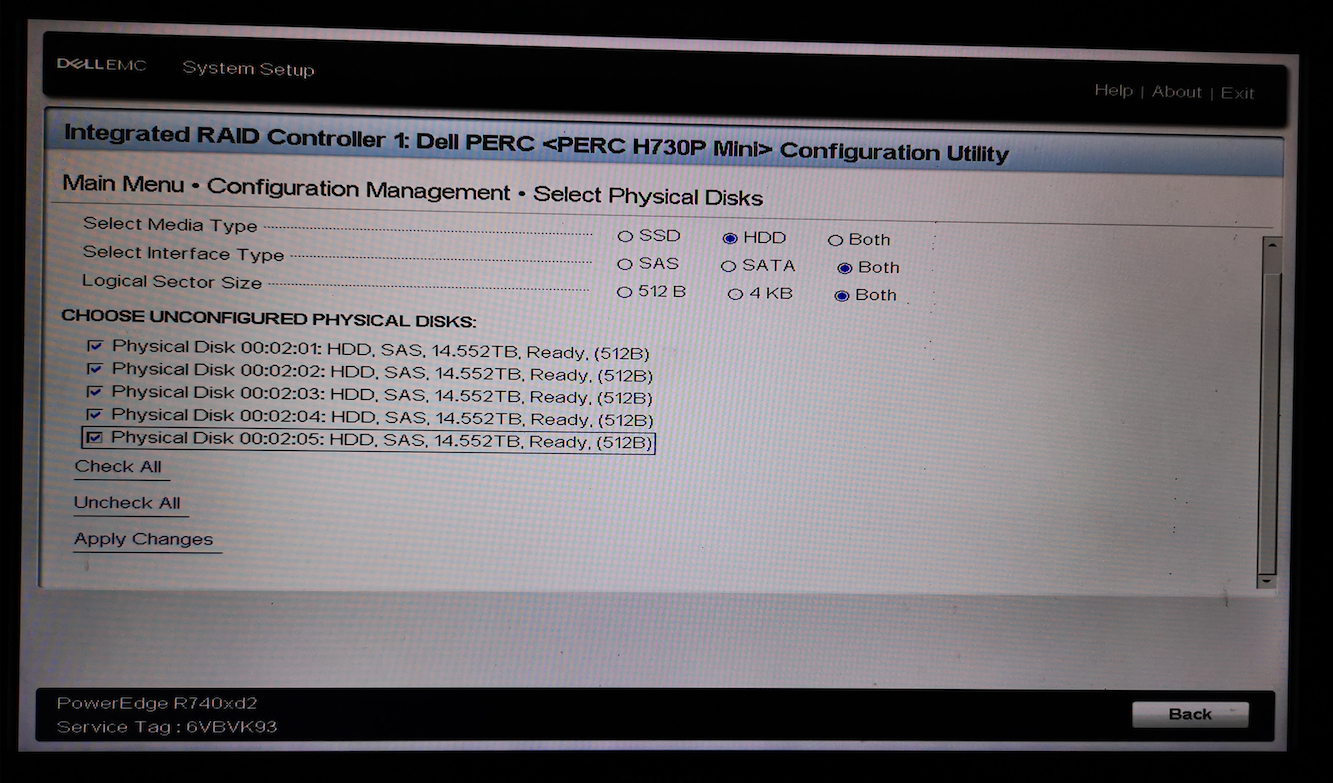 DELLEMC System Setup
Help | About | Exit
Integrated RAID Controller 1: Dell PERC <PERC H730P Mini> Configuration Utility
Main Menu • Configuration Management • Select Physical Disks
Select Media Type SSD HDD Both
Select Interface Type SAS SATA Both
Logical Sector Size 512 B 4 KB Both
CHOOSE UNCONFIGURED PHYSICAL DISKS:
Physical Disk 00:02:01: HDD, SAS, 14.552TB, Ready, (512B)
Physical Disk 00:02:02: HDD, SAS, 14.552TB, Ready, (512B)
Physical Disk 00:02:03: HDD, SAS, 14.552TB, Ready, (512B)
Physical Disk 00:02:04: HDD, SAS, 14.552TB, Ready, (512B)
Physical Disk 00:02:05: HDD, SAS, 14.552TB, Ready, (512B)
Check All
Uncheck All
Apply Changes
PowerEdge R740xd2
Service Tag : 6VBVK93
Back